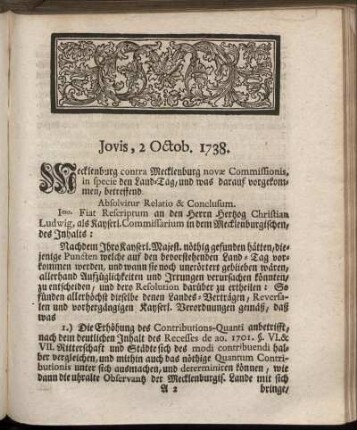 Jovis, 2 Octob. 1738.
Mecklenburg contra Mecklenburg novæ Commissionis,
in specie den Land-Tag, und was darauf vorgekom-
men, betreffend.
Absolvitur Relatio & Conclusum.
Imo. Fiat Rescriptum an den Herrn Hertzog Christian
Ludwig, als Kayserl. Commissarium in dem Mecklenburgischen,
des Inhalts:
Nachdem Ihro Kayserl. Majest. nöthig gefunden hätten, die-
jenige Puncten welche auf den bevorstehenden Land-Tag vor-
kommen werden, und wann sie noch unerörtert geblieben wären,
allerhand Aufzüglichkeiten und Irrungen verursachen könnten,
zu entscheiden, und dero Resolution darüber zu ertheilen: So
fünden allerhöchst dieselbe denen Landes-Verträgen, Reversa-
len und vorhergängigen Kayserl. Verordnungen gemäß, daß
was
1.) Die Erhöhung des Contributions-Quanti anbetrifft,
nach dem deutlichen Inhalt des Recesses de ao. 1701. §. VI. &
VII. Ritterschafft und Städte sich des modi contribuendi hal-
ber vergleichen, und mithin auch das nöthige Quantum Contri-
butionis unter sich ausmachen, und determiniren können, wie
dann die uhralte Observantz der Mecklenburgis. Lande mit sich
A 2 bringe,